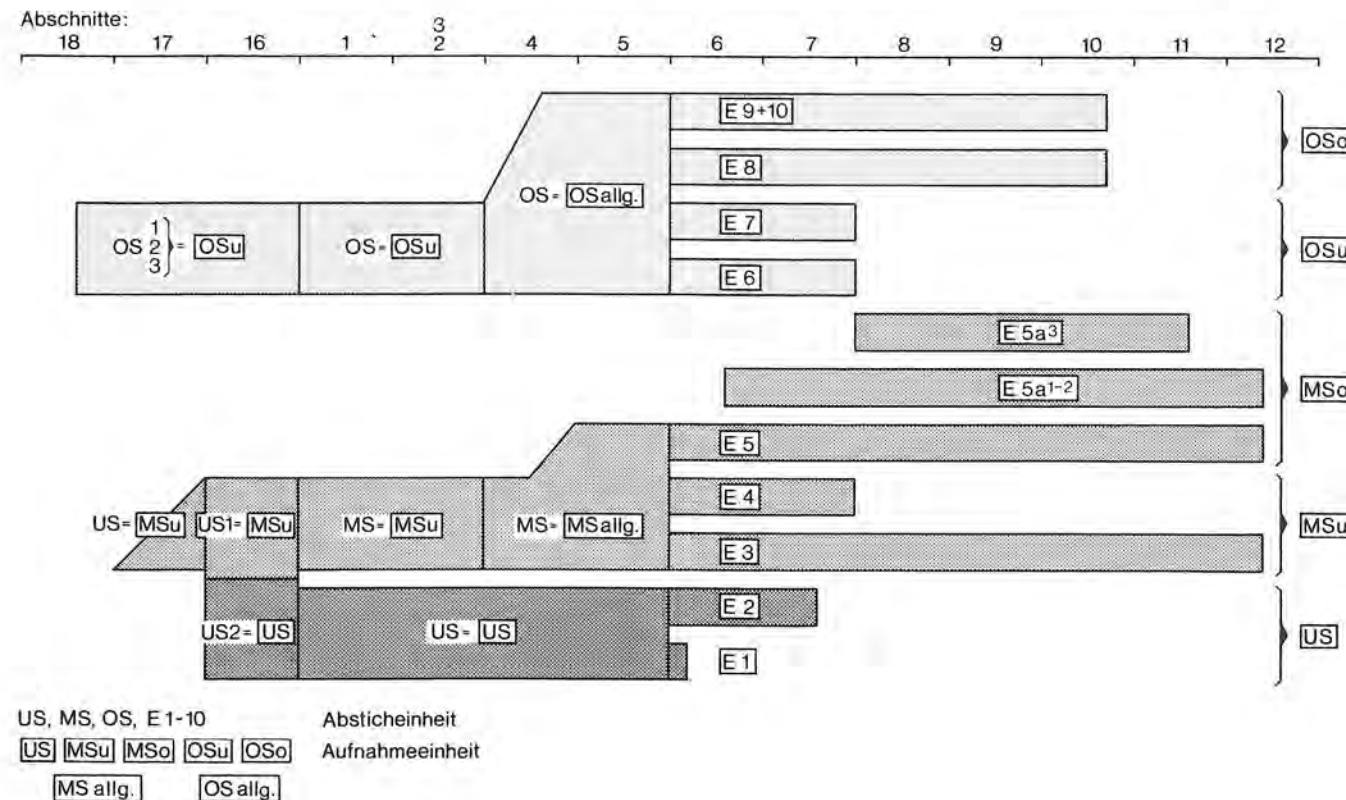 Abschnitte:
3
18 17 16 1 2 4 5 6 7 8 9 10 11 12
E 9+10
OSo
E 8
OS= OSallg.
1
OS 2 }= OSu
3
OS= OSu
E 7
OSu
E 6
E 5a³
E 5a¹⁻²
MSo
E 5
US= MSu US1= MSu MS= MSu MS= MSallg.
E 4
MSu
E 3
US2= US US= US
E 2
US
E 1
US, MS, OS, E 1-10 Absticheinheit
US MSu MSo OSu OSo Aufnahmeeinheit
MS allg. OS allg.